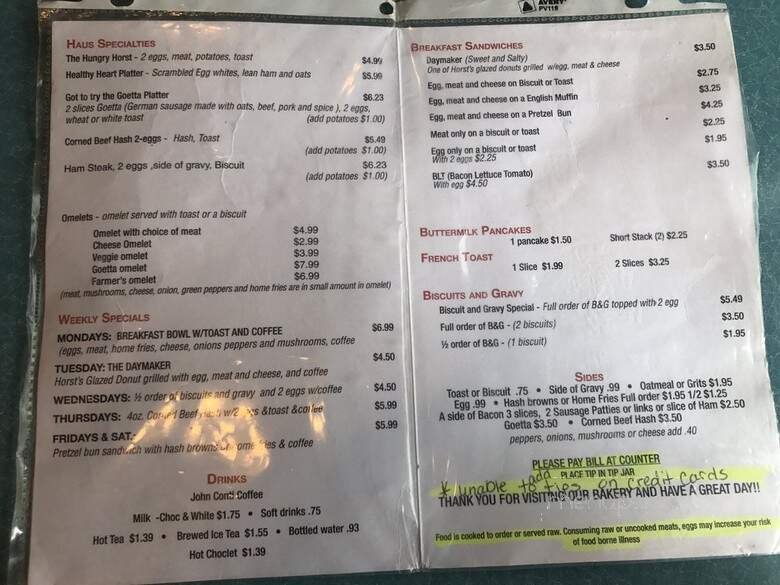 AVERY
PV119
HAUS SPECIALTIES
The Hungry Horst - 2 eggs, meat, potatoes, toast $4.99
Healthy Heart Platter - Scrambled Egg whites, lean ham and oats $5.99
Got to try the Goetta Platter $6.23
2 slices Goetta (German sausage made with oats, beef, pork and spice ), 2 eggs,
wheat or white toast (add potatoes $1.00)
Corned Beef Hash 2-eggs - Hash, Toast $5.49
(add potatoes $1.00)
Ham Steak, 2 eggs ,side of gravy, Biscuit $6.23
(add potatoes $1.00)
Omelets - omelet served with toast or a biscuit
Omelet with choice of meat $4.99
Cheese Omelet $2.99
Veggie omelet $3.99
Goetta omelet $7.99
Farmer's omelet $6.99
(meat, mushrooms, cheese, onion, green peppers and home fries are in small amount in omelet)
WEEKLY SPECIALS
MONDAYS: BREAKFAST BOWL W/TOAST AND COFFEE $6.99
(eggs, meat, home fries, cheese, onions peppers and mushrooms, coffee
TUESDAY: THE DAYMAKER $4.50
Horst's Glazed Donut grilled with egg, meat and cheese, and coffee
WEDNESDAYS: ½ order of biscuits and gravy and 2 eggs w/coffee $4.50
THURSDAYS: 4oz. Corned Beef Hash w/2 eggs &toast &coffee $5.99
FRIDAYS & SAT: $5.99
Pretzel bun sandwich with hash browns or home fries & coffee
DRINKS
John Conti Coffee
Milk -Choc & White $1.75 • Soft drinks .75
Hot Tea $1.39 • Brewed Ice Tea $1.55 • Bottled water .93
Hot Choclet $1.39
BREAKFAST SANDWICHES
Daymaker (Sweet and Salty) $3.50
One of Horst's glazed donuts grilled w/egg, meat & cheese
Egg, meat and cheese on Biscuit or Toast $2.75
Egg, meat and cheese on a English Muffin $3.25
Egg, meat and cheese on a Pretzel Bun $4.25
Meat only on a biscuit or toast $2.25
Egg only on a biscuit or toast $1.95
With 2 eggs $2.25
BLT (Bacon Lettuce Tomato) $3.50
With egg $4.50
BUTTERMILK PANCAKES
1 pancake $1.50 Short Stack (2) $2.25
FRENCH TOAST
1 Slice $1.99 2 Slices $3.25
BISCUITS AND GRAVY
Biscuit and Gravy Special - Full order of B&G topped with 2 egg $5.49
Full order of B&G - (2 biscuits) $3.50
½ order of B&G - (1 biscuit) $1.95
SIDES
Toast or Biscuit .75 • Side of Gravy .99 • Oatmeal or Grits $1.95
Egg .99 • Hash browns or Home Fries Full order $1.95 1/2 $1.25
A side of Bacon 3 slices, 2 Sausage Patties or links or slice of Ham $2.50
Goetta $3.50 • Corned Beef Hash $3.50
peppers, onions, mushrooms or cheese add .40
PLEASE PAY BILL AT COUNTER
PLACE TIP IN TIP JAR
* unable to add tips on credit cards
THANK YOU FOR VISITING OUR BAKERY AND HAVE A GREAT DAY!!
Food is cooked to order or served raw. Consuming raw or uncooked meats, eggs may increase your risk
of food borne illness